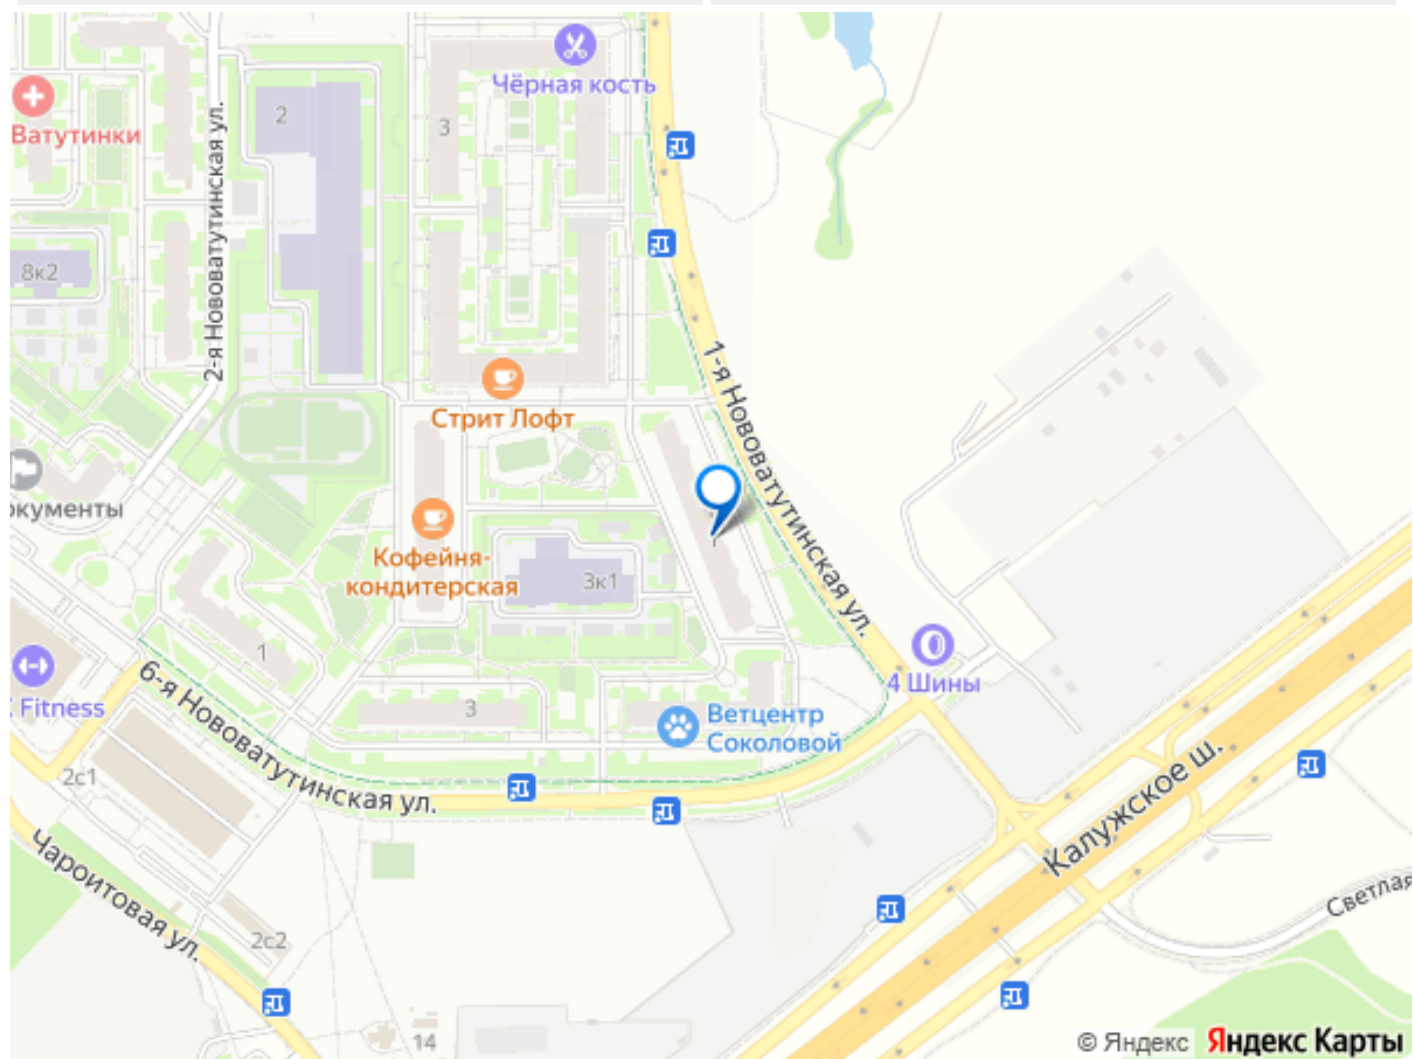 Чёрная кость
Ватутинки
2
3
2-я Нововатутинская ул.
8к2
1-я Нововатутинская ул.
Стрит Лофт
кументы
Кофейня-
кондитерская
3к1
1
6-я Нововатутинская ул.
Fitness
4 Шины
3
Ветцентр
Соколовой
2с1
Калужское ш.
Чароитовая ул.
Светлая
2с2
14
© Яндекс Яндекс Карты